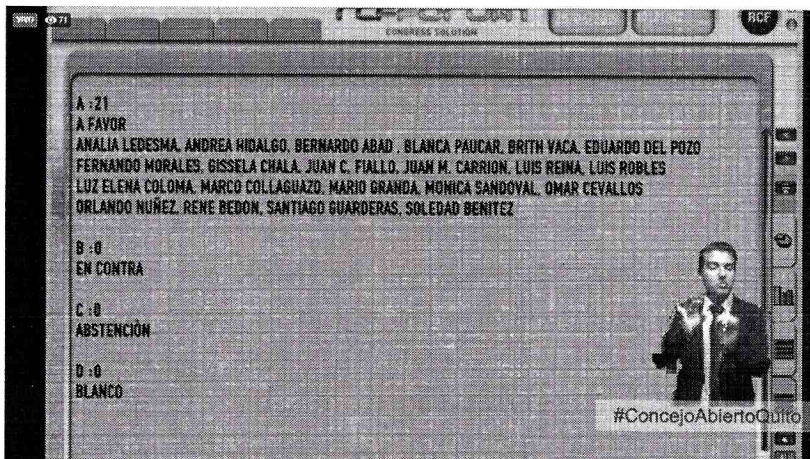 VIVO 71
CONGRESS SOLUTION
RCF
A :21
A FAVOR
ANALIA LEDESMA, ANDREA HIDALGO, BERNARDO ABAD , BLANCA PAUCAR, BRITH VACA, EDUARDO DEL POZO
FERNANDO MORALES, GISSELA CHALA, JUAN C. FIALLO, JUAN M. CARRION, LUIS REINA, LUIS ROBLES
LUZ ELENA COLOMA, MARCO COLLAGUAZO, MARIO GRANDA, MONICA SANDOVAL, OMAR CEVALLOS
ORLANDO NUÑEZ, RENE BEDON, SANTIAGO GUARDERAS, SOLEDAD BENITEZ
B :0
EN CONTRA
C :0
ABSTENCIÓN
D :0
BLANCO
#ConcejoAbiertoQuito